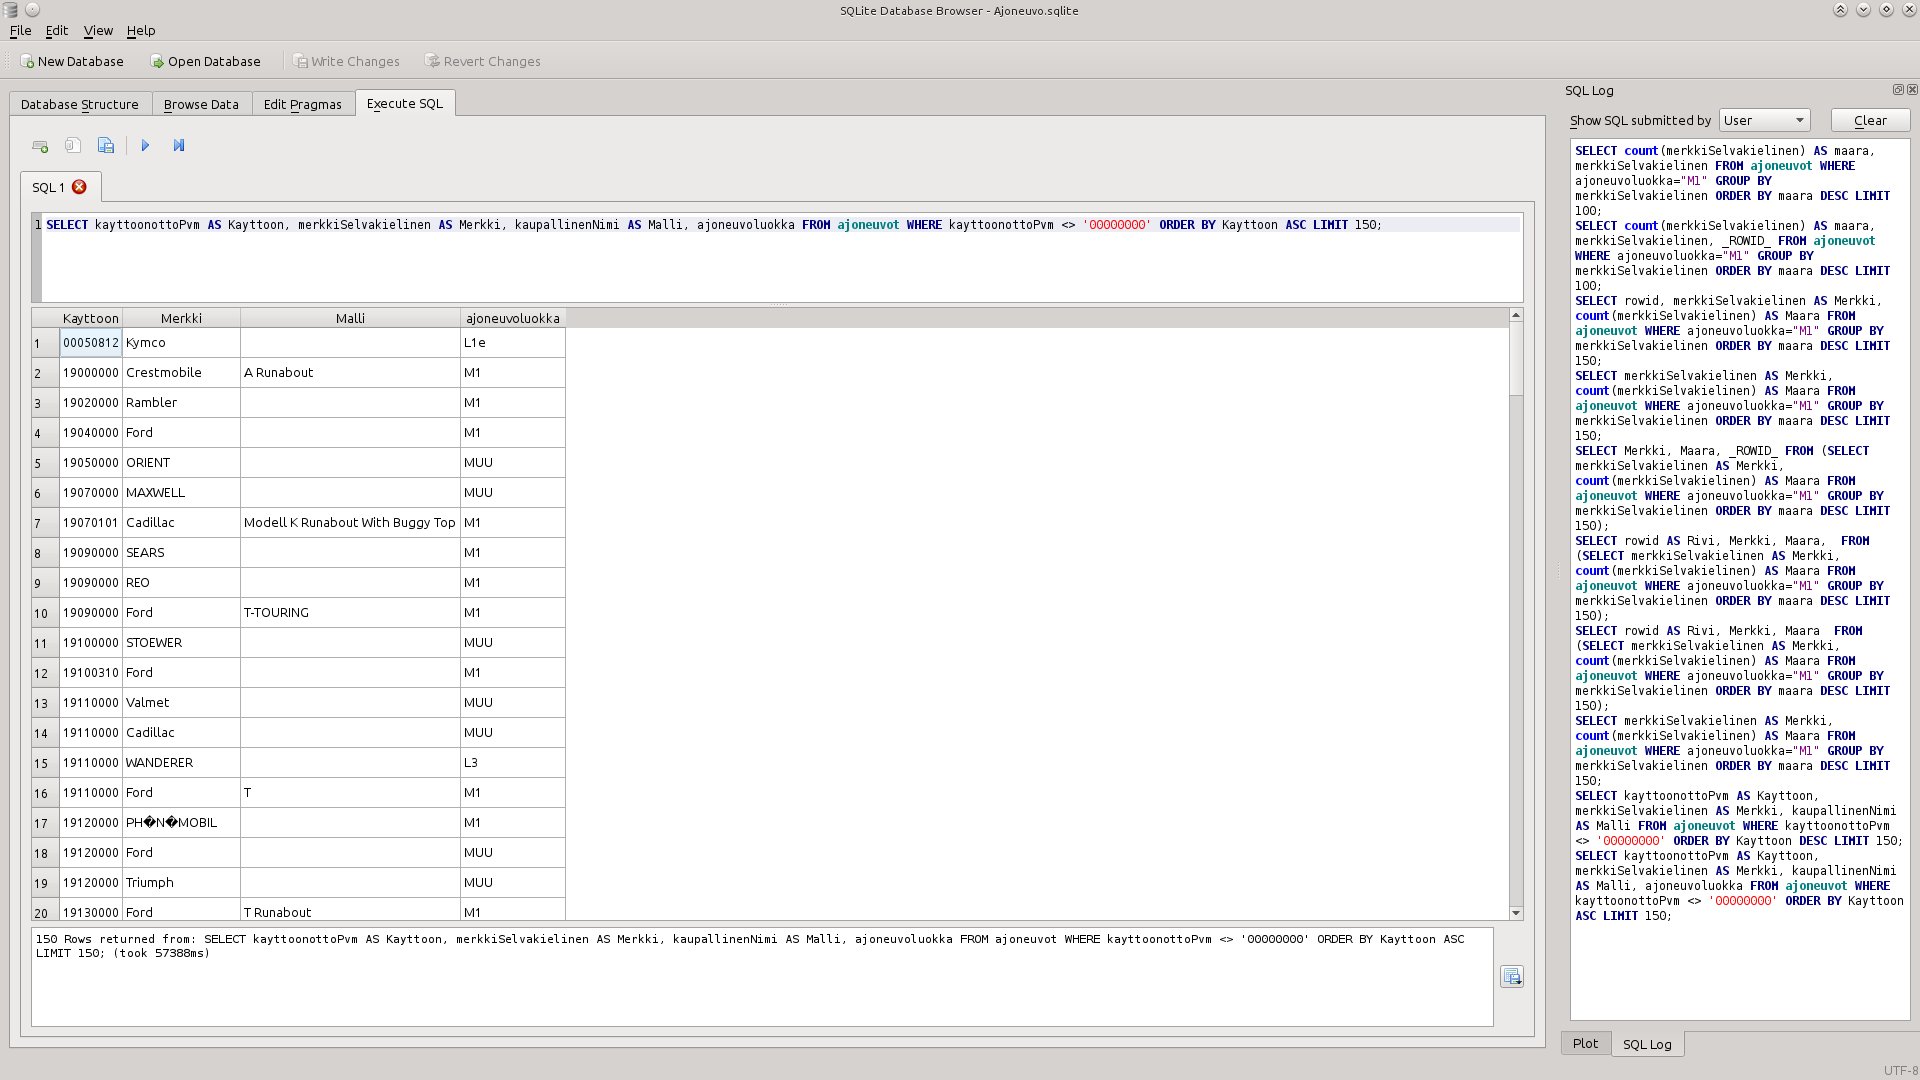 SQLite Database Browser - Ajoneuvo.sqlite
File Edit View Help
New Database Open Database Write Changes Revert Changes
Database Structure Browse Data Edit Pragmas Execute SQL
SQL 1
1 SELECT kayttoonottoPvm AS Kayttoon, merkkiSelvakielinen AS Merkki, kaupallinenNimi AS Malli, ajoneuvoluokka FROM ajoneuvot WHERE kayttoonottoPvm <> '00000000' ORDER BY Kayttoon ASC LIMIT 150;
Kayttoon Merkki Malli ajoneuvoluokka
1 00050812 Kymco L1e
2 19000000 Crestmobile A Runabout M1
3 19020000 Rambler M1
4 19040000 Ford M1
5 19050000 ORIENT MUU
6 19070000 MAXWELL MUU
7 19070101 Cadillac Modell K Runabout With Buggy Top M1
8 19090000 SEARS M1
9 19090000 REO M1
10 19090000 Ford T-TOURING M1
11 19100000 STOEWER MUU
12 19100310 Ford M1
13 19110000 Valmet MUU
14 19110000 Cadillac MUU
15 19110000 WANDERER L3
16 19110000 Ford T M1
17 19120000 PH�N�MOBIL M1
18 19120000 Ford MUU
19 19120000 Triumph MUU
20 19130000 Ford T Runabout M1
150 Rows returned from: SELECT kayttoonottoPvm AS Kayttoon, merkkiSelvakielinen AS Merkki, kaupallinenNimi AS Malli, ajoneuvoluokka FROM ajoneuvot WHERE kayttoonottoPvm <> '00000000' ORDER BY Kayttoon ASC
LIMIT 150; (took 57388ms)
SQL Log
Show SQL submitted by User Clear
SELECT count(merkkiSelvakielinen) AS maara,
merkkiSelvakielinen FROM ajoneuvot WHERE
ajoneuvoluokka="M1" GROUP BY
merkkiSelvakielinen ORDER BY maara DESC LIMIT
100;
SELECT count(merkkiSelvakielinen) AS maara,
merkkiSelvakielinen, _ROWID_ FROM ajoneuvot
WHERE ajoneuvoluokka="M1" GROUP BY
merkkiSelvakielinen ORDER BY maara DESC LIMIT
100;
SELECT rowid, merkkiSelvakielinen AS Merkki,
count(merkkiSelvakielinen) AS Maara FROM
ajoneuvot WHERE ajoneuvoluokka="M1" GROUP BY
merkkiSelvakielinen ORDER BY maara DESC LIMIT
150;
SELECT merkkiSelvakielinen AS Merkki,
count(merkkiSelvakielinen) AS Maara FROM
ajoneuvot WHERE ajoneuvoluokka="M1" GROUP BY
merkkiSelvakielinen ORDER BY maara DESC LIMIT
150;
SELECT Merkki, Maara, _ROWID_ FROM (SELECT
merkkiSelvakielinen AS Merkki,
count(merkkiSelvakielinen) AS Maara FROM
ajoneuvot WHERE ajoneuvoluokka="M1" GROUP BY
merkkiSelvakielinen ORDER BY maara DESC LIMIT
150);
SELECT rowid AS Rivi, Merkki, Maara,  FROM
(SELECT merkkiSelvakielinen AS Merkki,
count(merkkiSelvakielinen) AS Maara FROM
ajoneuvot WHERE ajoneuvoluokka="M1" GROUP BY
merkkiSelvakielinen ORDER BY maara DESC LIMIT
150);
SELECT rowid AS Rivi, Merkki, Maara  FROM
(SELECT merkkiSelvakielinen AS Merkki,
count(merkkiSelvakielinen) AS Maara FROM
ajoneuvot WHERE ajoneuvoluokka="M1" GROUP BY
merkkiSelvakielinen ORDER BY maara DESC LIMIT
150);
SELECT merkkiSelvakielinen AS Merkki,
count(merkkiSelvakielinen) AS Maara FROM
ajoneuvot WHERE ajoneuvoluokka="M1" GROUP BY
merkkiSelvakielinen ORDER BY maara DESC LIMIT
150;
SELECT kayttoonottoPvm AS Kayttoon,
merkkiSelvakielinen AS Merkki, kaupallinenNimi
AS Malli FROM ajoneuvot WHERE kayttoonottoPvm
<> '00000000' ORDER BY Kayttoon DESC LIMIT 150;
SELECT kayttoonottoPvm AS Kayttoon,
merkkiSelvakielinen AS Merkki, kaupallinenNimi
AS Malli, ajoneuvoluokka FROM ajoneuvot WHERE
kayttoonottoPvm <> '00000000' ORDER BY Kayttoon
ASC LIMIT 150;
Plot SQL Log
UTF-8